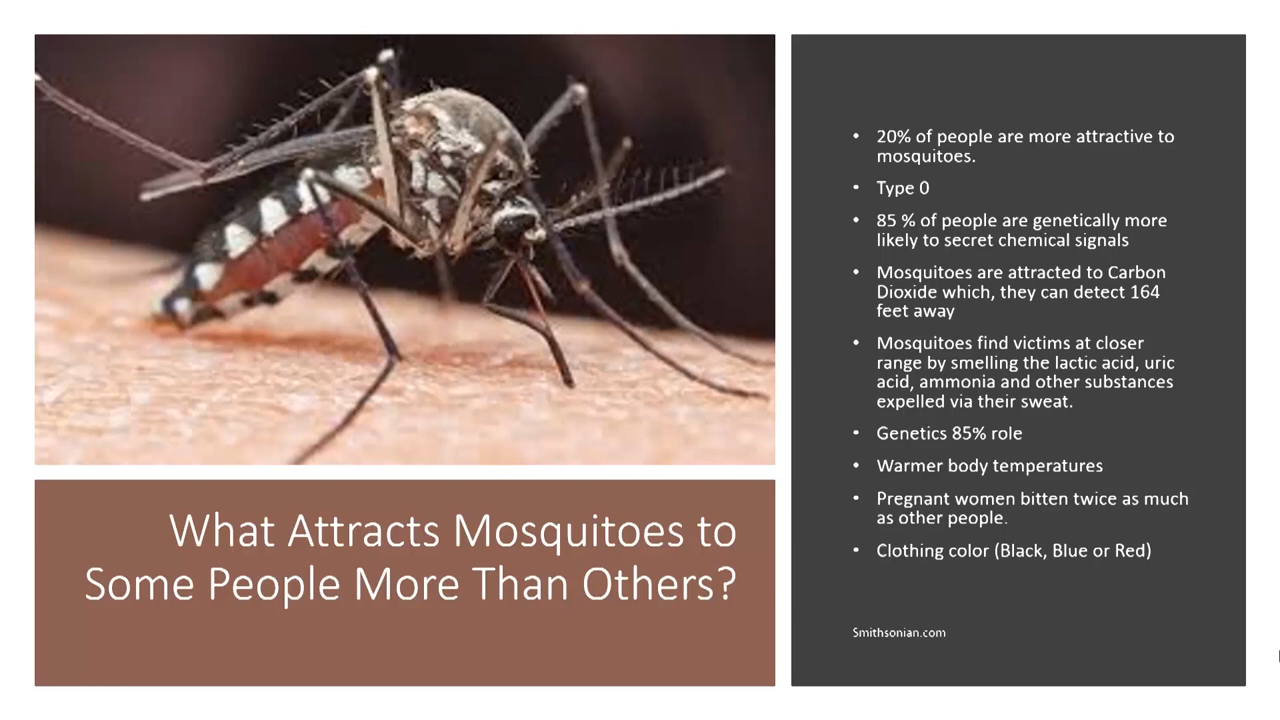 What Attracts Mosquitoes to
Some People More Than Others?
• 20% of people are more attractive to
mosquitoes.
• Type 0
• 85 % of people are genetically more
likely to secret chemical signals
• Mosquitoes are attracted to Carbon
Dioxide which, they can detect 164
feet away
• Mosquitoes find victims at closer
range by smelling the lactic acid, uric
acid, ammonia and other substances
expelled via their sweat.
• Genetics 85% role
• Warmer body temperatures
• Pregnant women bitten twice as much
as other people.
• Clothing color (Black, Blue or Red)
Smithsonian.com